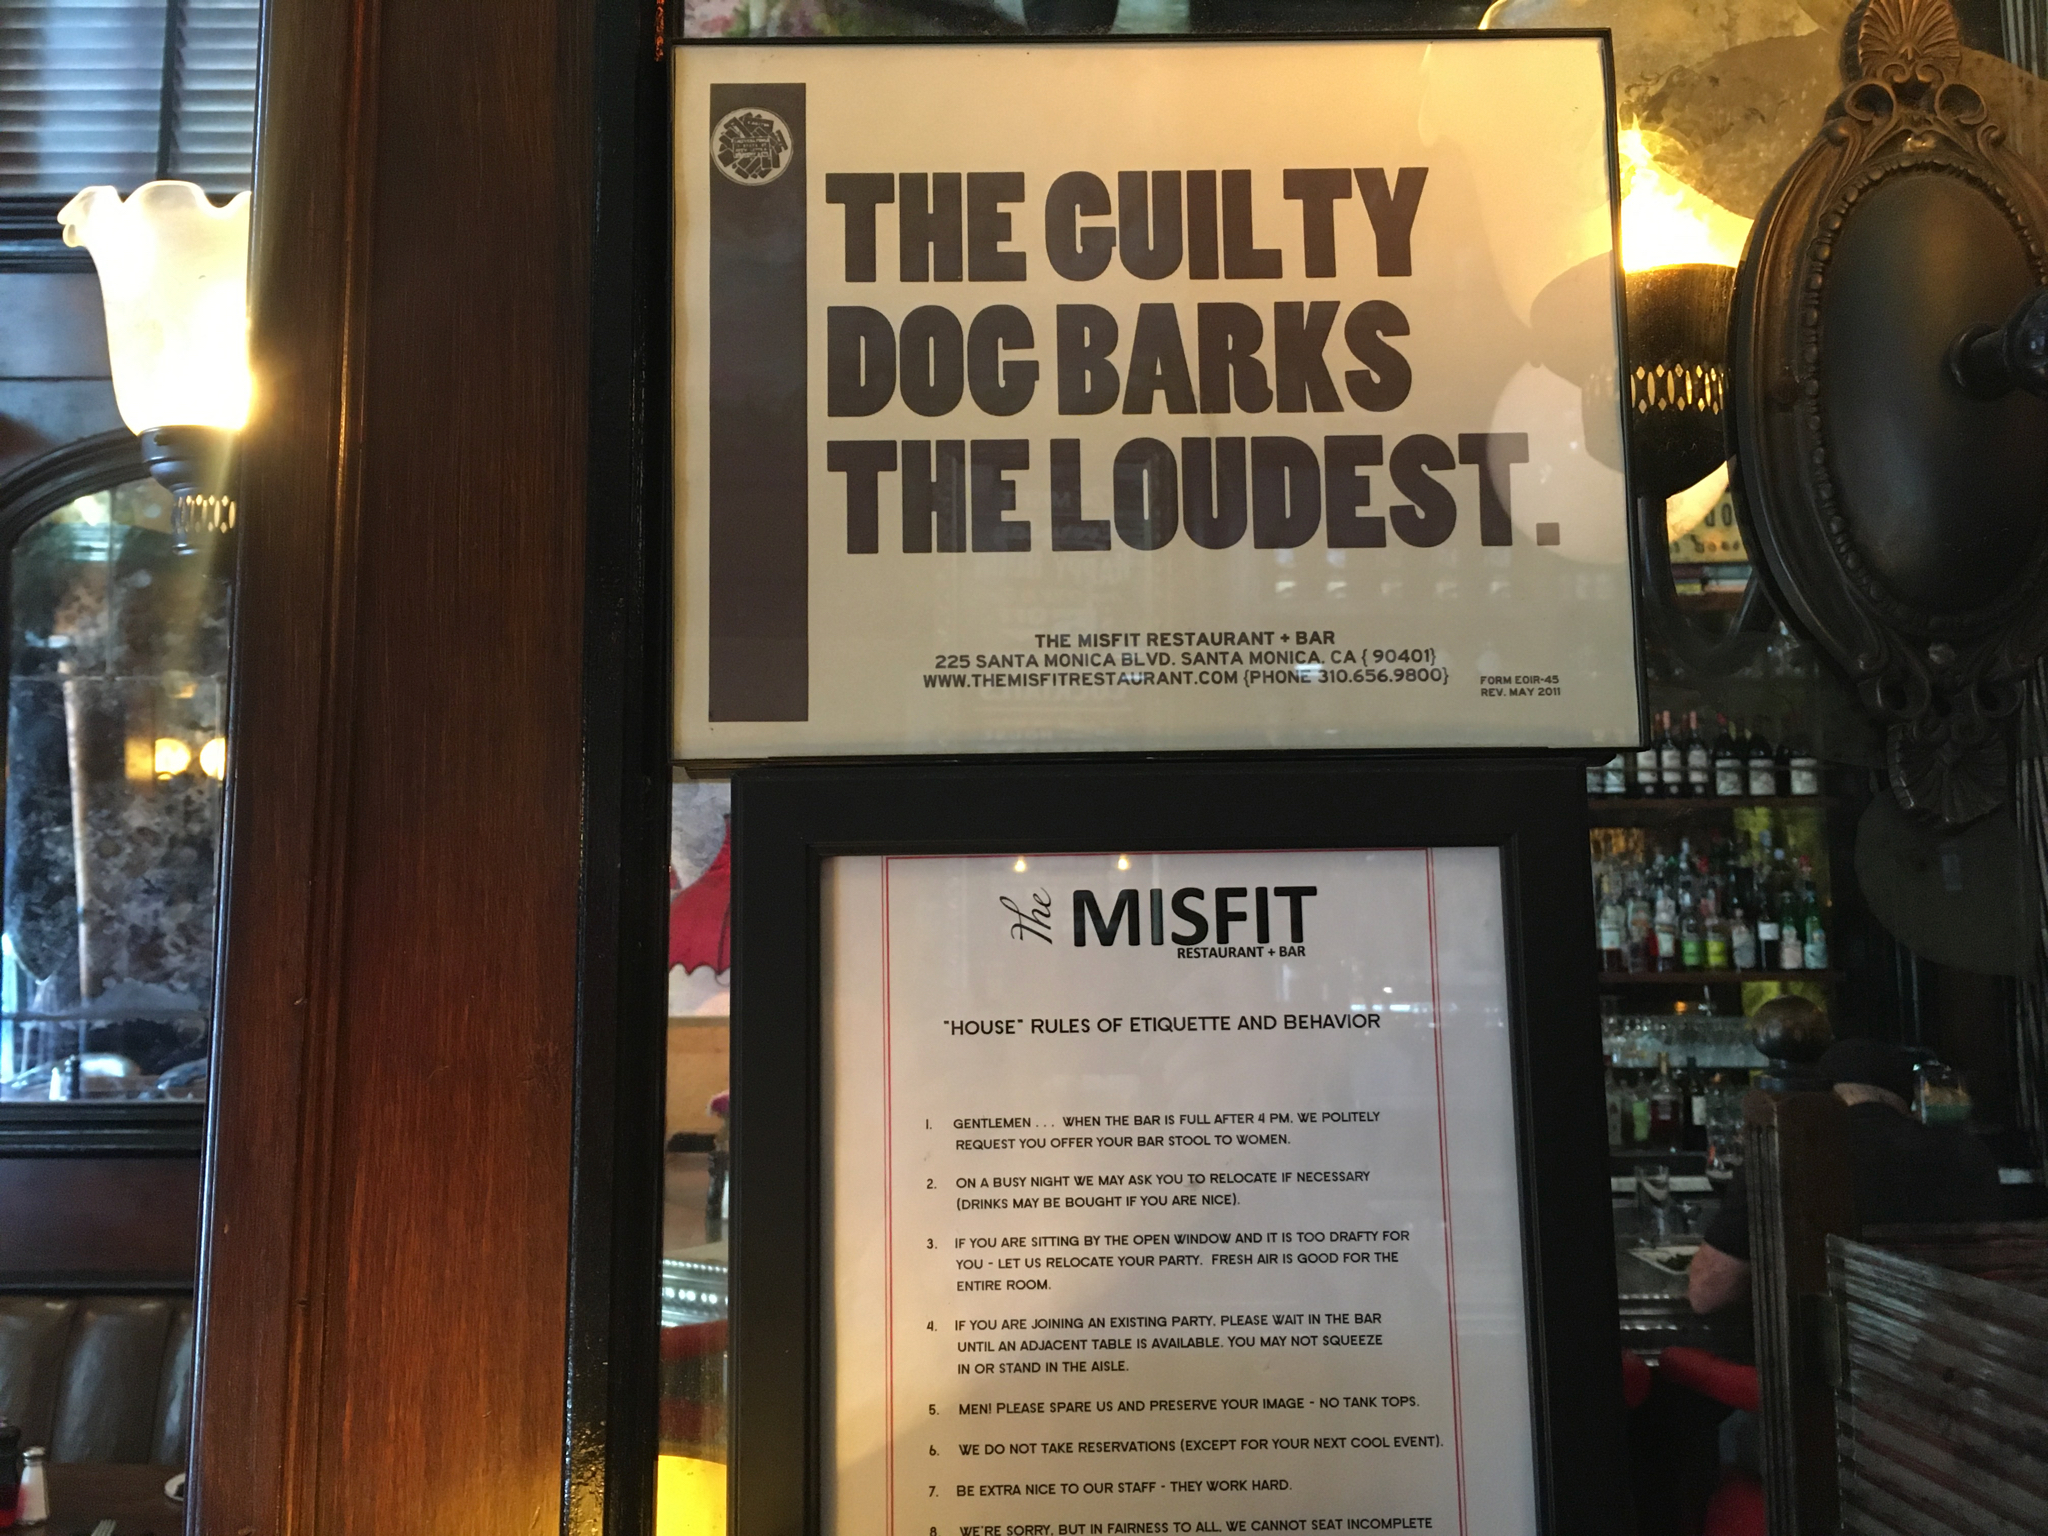 THE GUILTY
DOG BARKS
THE LOUDEST.
THE MISFIT RESTAURANT + BAR
225 SANTA MONICA BLVD. SANTA MONICA, CA { 90401}
WWW.THEMISFITRESTAURANT.COM {PHONE 310.656.9800}
FORM EOIR-45
REV. MAY 2011
The MISFIT
RESTAURANT + BAR
"HOUSE" RULES OF ETIQUETTE AND BEHAVIOR
1. GENTLEMEN . . . WHEN THE BAR IS FULL AFTER 4 PM, WE POLITELY
REQUEST YOU OFFER YOUR BAR STOOL TO WOMEN.
2. ON A BUSY NIGHT WE MAY ASK YOU TO RELOCATE IF NECESSARY
(DRINKS MAY BE BOUGHT IF YOU ARE NICE).
3. IF YOU ARE SITTING BY THE OPEN WINDOW AND IT IS TOO DRAFTY FOR
YOU - LET US RELOCATE YOUR PARTY. FRESH AIR IS GOOD FOR THE
ENTIRE ROOM.
4. IF YOU ARE JOINING AN EXISTING PARTY, PLEASE WAIT IN THE BAR
UNTIL AN ADJACENT TABLE IS AVAILABLE. YOU MAY NOT SQUEEZE
IN OR STAND IN THE AISLE.
5. MEN! PLEASE SPARE US AND PRESERVE YOUR IMAGE - NO TANK TOPS.
6. WE DO NOT TAKE RESERVATIONS (EXCEPT FOR YOUR NEXT COOL EVENT).
7. BE EXTRA NICE TO OUR STAFF - THEY WORK HARD.
8. WE'RE SORRY, BUT IN FAIRNESS TO ALL, WE CANNOT SEAT INCOMPLETE